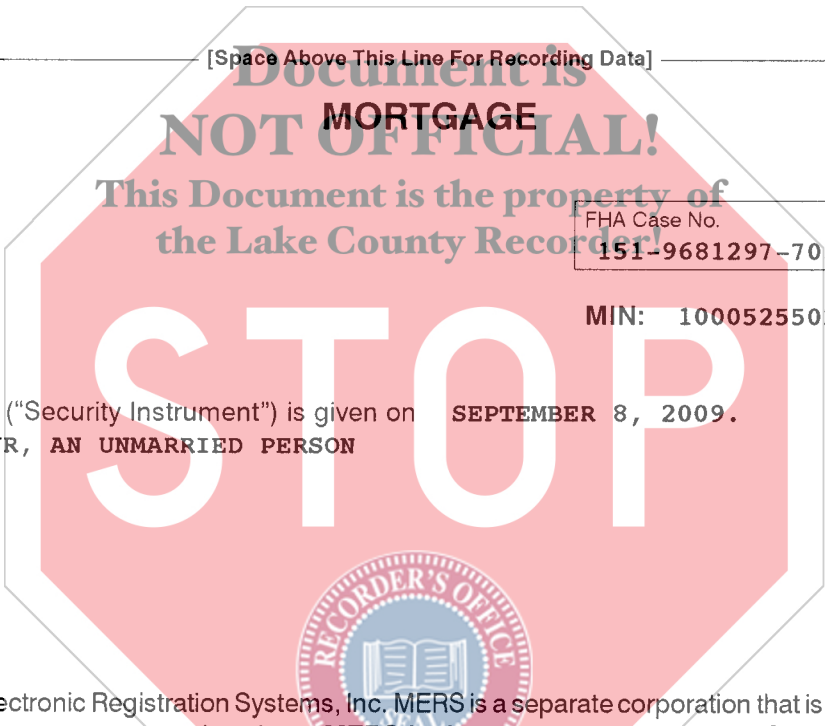 [Space Above This Line For Recording Data]
Document is
MORTGAGE
NOT OFFICIAL!
This Document is the property of
FHA Case No.
the Lake County Recorder!
151-9681297-70
MIN: 100052550
("Security Instrument") is given on SEPTEMBER 8, 2009.
R, AN UNMARRIED PERSON
STOP
RECORDER'S OFFICE
ectronic Registration Systems, Inc. MERS is a separate corporation that is